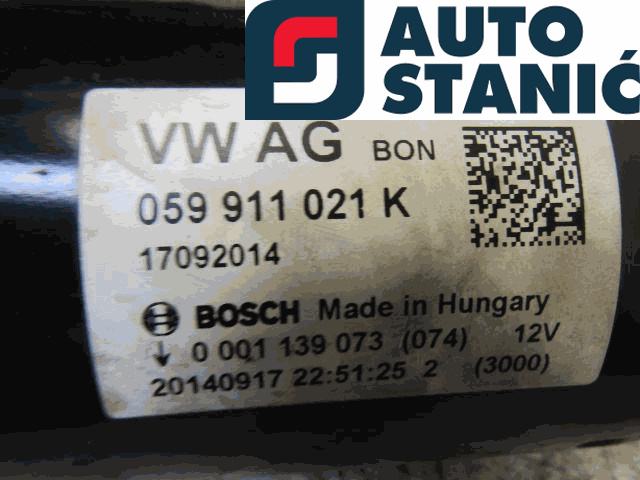 AUTO
STANIĆ
VW AG BON
059 911 021 K
17092014
BOSCH Made in Hungary
↓ 0 001 139 073 (074) 12V
20140917 22:51:25 2 (3000)